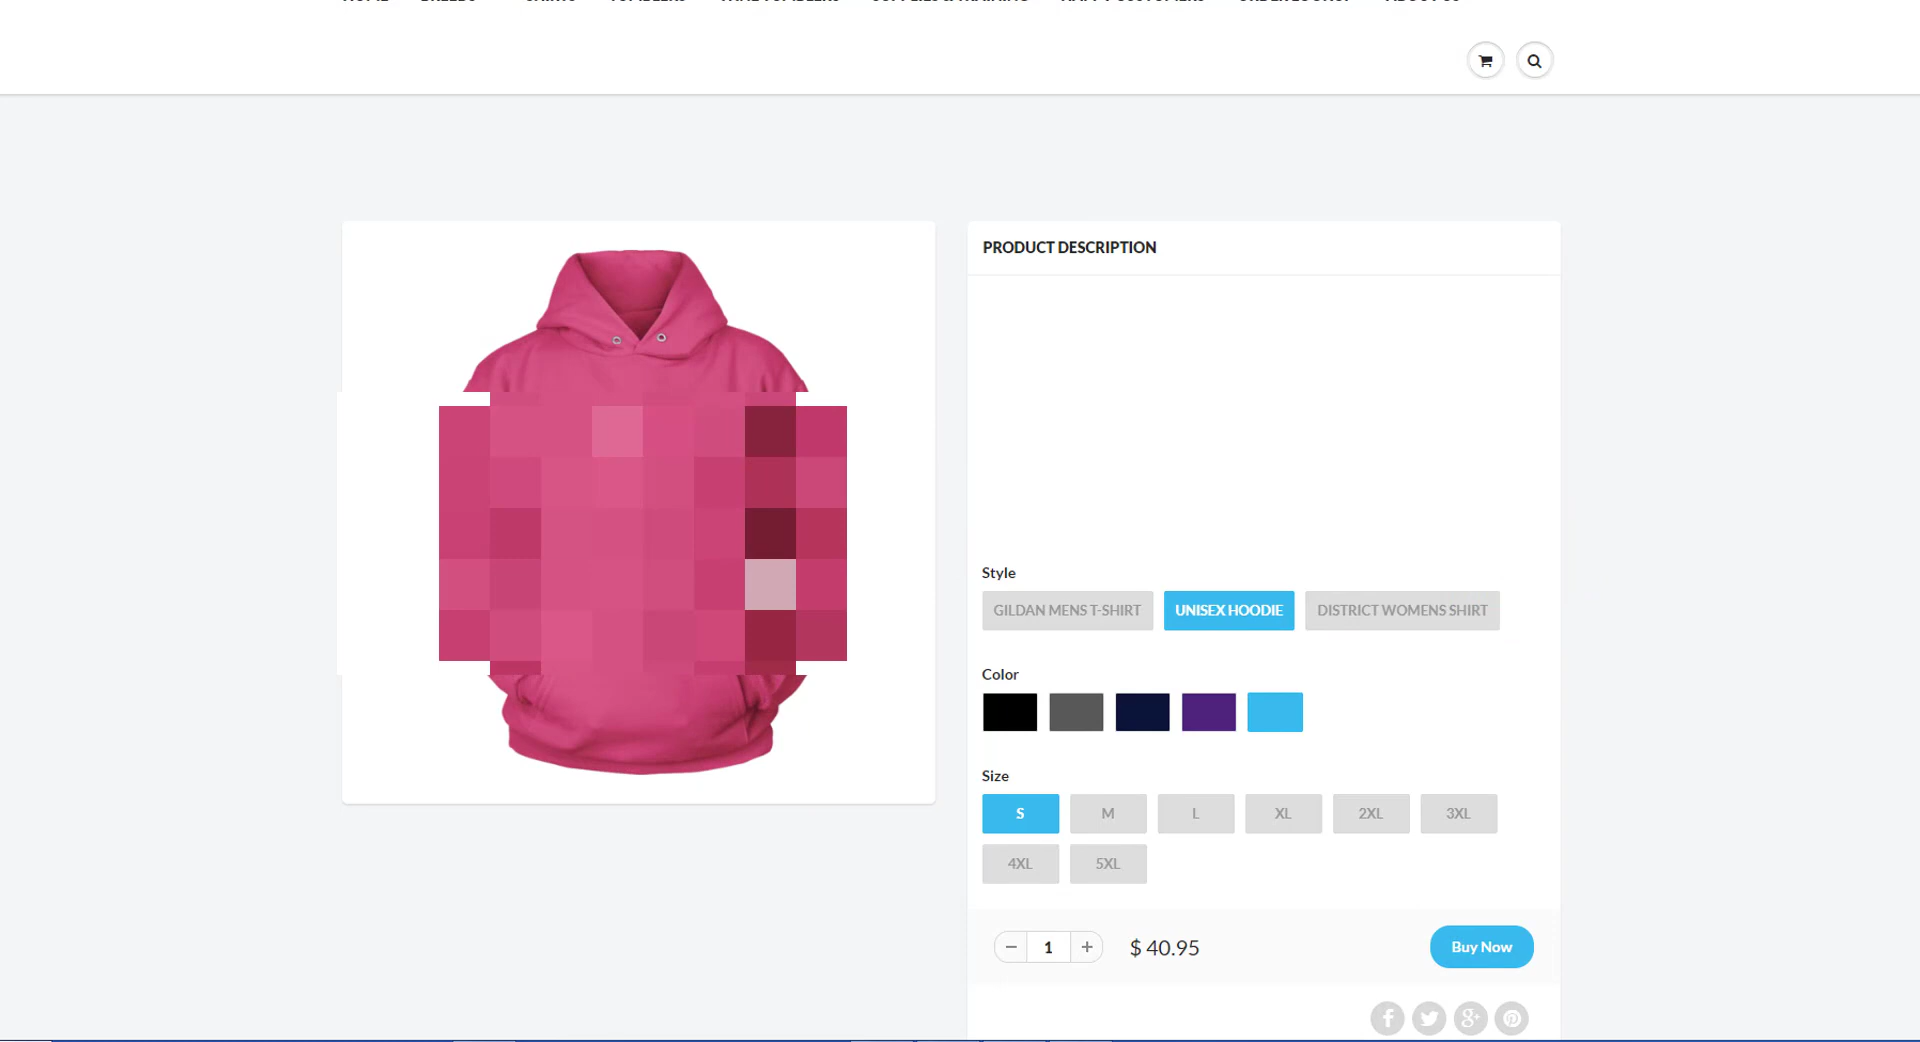 PRODUCT DESCRIPTION
Style
GILDAN MENS T-SHIRT UNISEX HOODIE DISTRICT WOMENS SHIRT
Color
Size
S M L XL 2XL 3XL
4XL 5XL
− 1 + $ 40.95 Buy Now